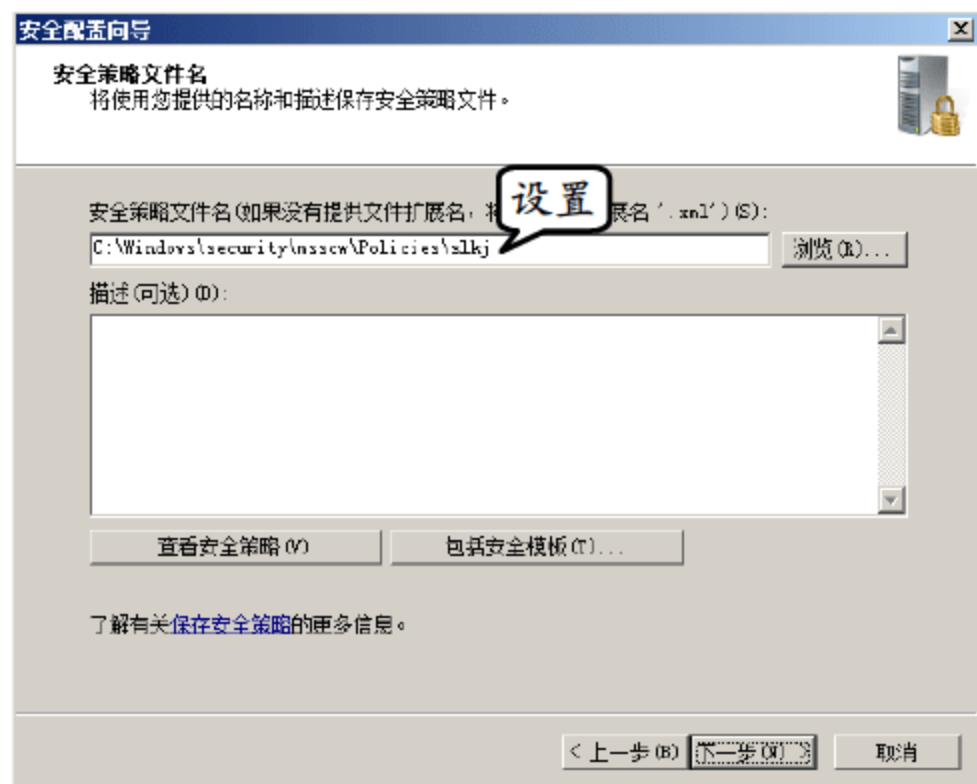 安全配置向导
安全策略文件名
将使用您提供的名称和描述保存安全策略文件。
设置
安全策略文件名(如果没有提供文件扩展名，将 展名 '.xml')(S):
C:\Windows\security\msscw\Policies\slkj
浏览(R)...
描述(可选)(D):
查看安全策略(V)
包括安全模板(T)...
了解有关保存安全策略的更多信息。
< 上一步(B)
下一步(N) >
取消